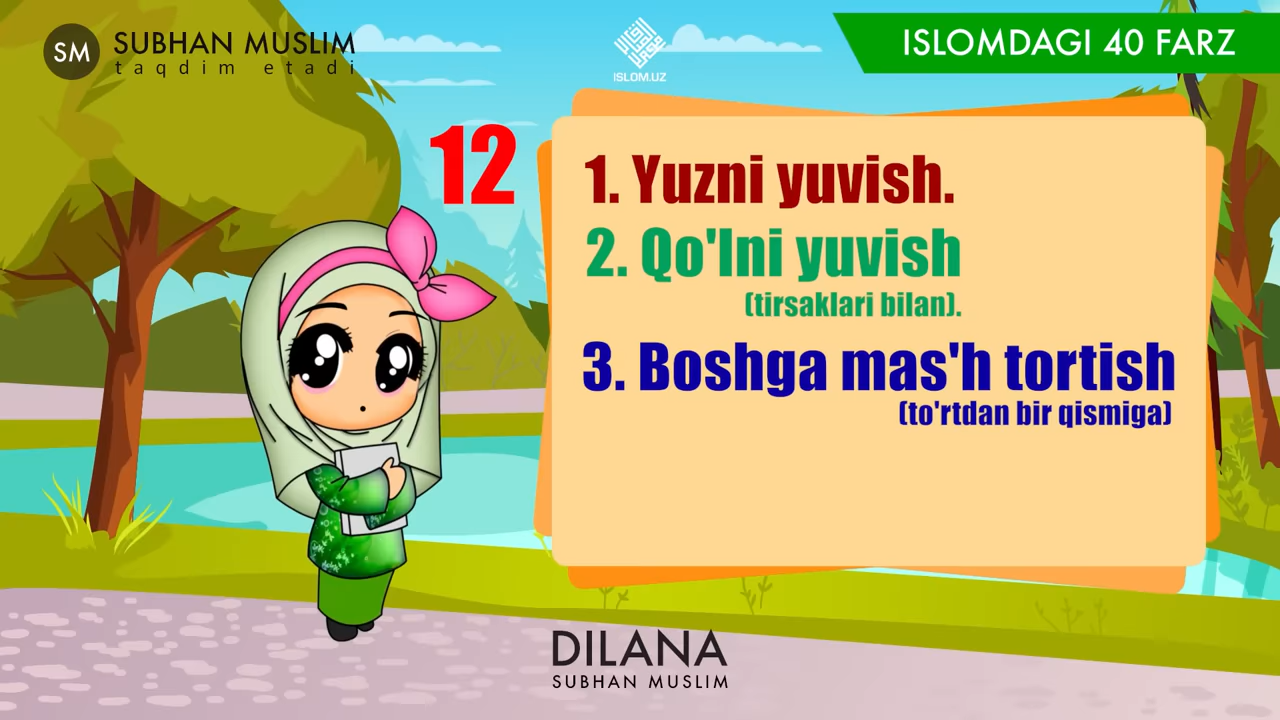 SM
SUBHAN MUSLIM
taqdim etadi
ISLOM.UZ
ISLOMDAGI 40 FARZ
12
1. Yuzni yuvish.
2. Qo'lni yuvish
(tirsaklari bilan).
3. Boshga mas'h tortish
(to'rtdan bir qismiga)
DILANA
SUBHAN MUSLIM